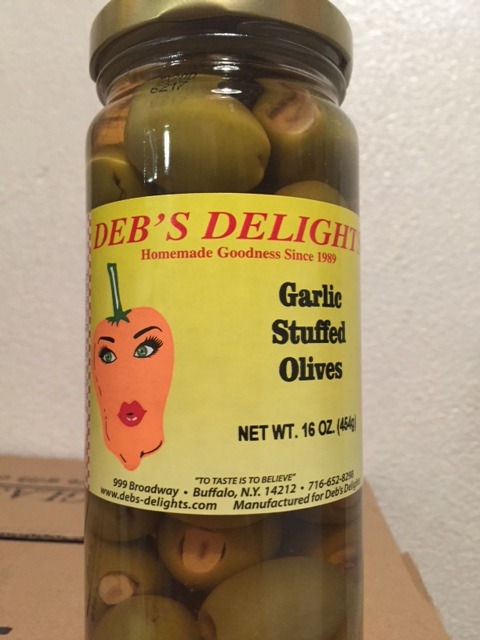 6217
DEB'S DELIGHT
Homemade Goodness Since 1989
Garlic
Stuffed
Olives
NET WT. 16 OZ. (454g)
"TO TASTE IS TO BELIEVE"
999 Broadway • Buffalo, N.Y. 14212 • 716-652-8298
www.debs-delights.com Manufactured for Deb's Delights